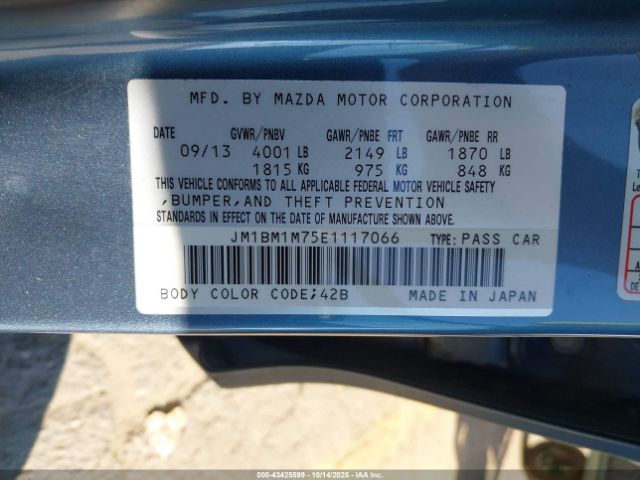 MFD. BY MAZDA MOTOR CORPORATION
DATE GVWR/PNBV GAWR/PNBE FRT GAWR/PNBE RR
09/13 4001 LB 2149 LB 1870 LB
1815 KG 975 KG 848 KG
THIS VEHICLE CONFORMS TO ALL APPLICABLE FEDERAL MOTOR VEHICLE SAFETY
,BUMPER,AND THEFT PREVENTION
STANDARDS IN EFFECT ON THE DATE OF MANUFACTURE SHOWN ABOVE.
JM1BM1M75E1117066 TYPE: PASS CAR
BODY COLOR CODE;42B MADE IN JAPAN
000-43425599 - 10/14/2025 - IAAI.COM